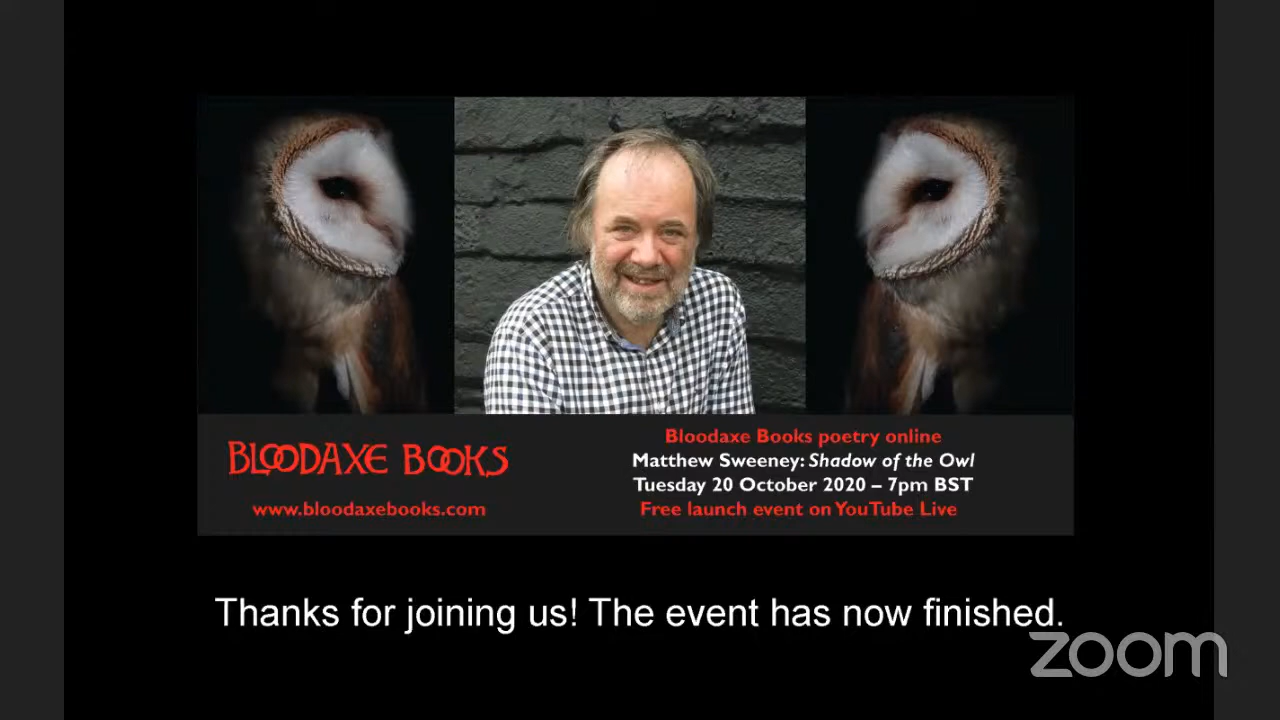 BLOODAXE BOOKS
www.bloodaxebooks.com
Bloodaxe Books poetry online
Matthew Sweeney: Shadow of the Owl
Tuesday 20 October 2020 – 7pm BST
Free launch event on YouTube Live
Thanks for joining us! The event has now finished.
zoom